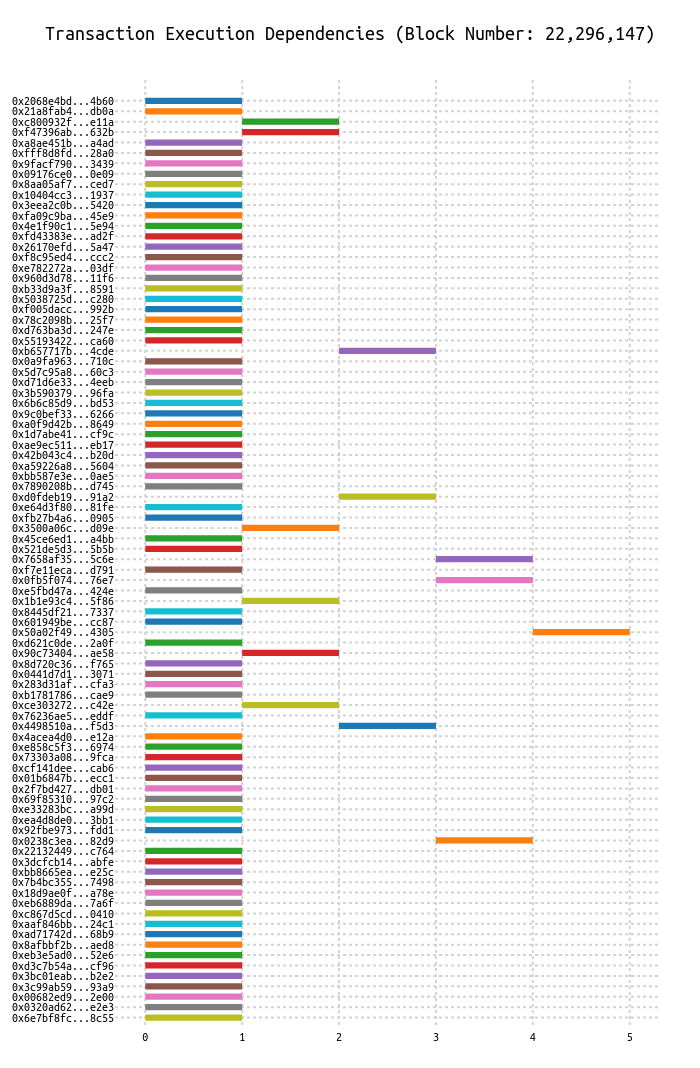 Transaction Execution Dependencies (Block Number: 22,296,147)
0x2068e4bd...4b60
0x21a8fab4...db0a
0xc800932f...e11a
0xf47396ab...632b
0xa8ae451b...a4ad
0xfff8d8fd...28a0
0x9facf790...3439
0x09176ce0...0e09
0x8aa05af7...ced7
0x10404cc3...1937
0x3eea2c0b...5420
0xfa09c9ba...45e9
0x4e1f90c1...5e94
0xfd43383e...ad2f
0x26170efd...5a47
0xf8c95ed4...ccc2
0xe782272a...03df
0x960d3d78...11f6
0xb33d9a3f...8591
0x5038725d...c280
0xf005dacc...992b
0x78c2098b...25f7
0xd763ba3d...247e
0x55193422...ca60
0xb657717b...4cde
0x0a9fa963...710c
0x5d7c95a8...60c3
0xd71d6e33...4eeb
0x3b590379...96fa
0x6b6c85d9...bd53
0x9c0bef33...6266
0xa0f9d42b...8649
0x1d7abe41...cf9c
0xae9ec511...eb17
0x42b043c4...b20d
0xa59226a8...5604
0xbb587e3e...0ae5
0x7890208b...d745
0xd0fdeb19...91a2
0xe64d3f80...81fe
0xfb27b4a6...0905
0x3500a06c...d09e
0x45ce6ed1...a4bb
0x521de5d3...5b5b
0x7658af35...5c6e
0xf7e11eca...d791
0x0fb5f074...76e7
0xe5fbd47a...424e
0x1b1e93c4...5f86
0x8445df21...7337
0x601949be...cc87
0x50a02f49...4305
0xd621c0de...2a0f
0x90c73404...ae58
0x8d720c36...f765
0x0441d7d1...3071
0x283d31af...cfa3
0xb1781786...cae9
0xce303272...c42e
0x76236ae5...eddf
0x4498510a...f5d3
0x4acea4d0...e12a
0xe858c5f3...6974
0x73303a08...9fca
0xcf141dee...cab6
0x01b6847b...ecc1
0x2f7bd427...db01
0x69f85310...97c2
0xe33283bc...a99d
0xea4d8de0...3bb1
0x92fbe973...fdd1
0x0238c3ea...82d9
0x22132449...c764
0x3dcfcb14...abfe
0xbb8665ea...e25c
0x7b4bc355...7498
0x18d9ae0f...a78e
0xeb6889da...7a6f
0xc867d5cd...0410
0xaaf846bb...24c1
0xad71742d...68b9
0x8afbbf2b...aed8
0xeb3e5ad0...52e6
0xd3c7b54a...cf96
0x3bc01eab...b2e2
0x3c99ab59...93a9
0x00682ed9...2e00
0x0320ad62...e2e3
0x6e7bf8fc...8c55
0 1 2 3 4 5